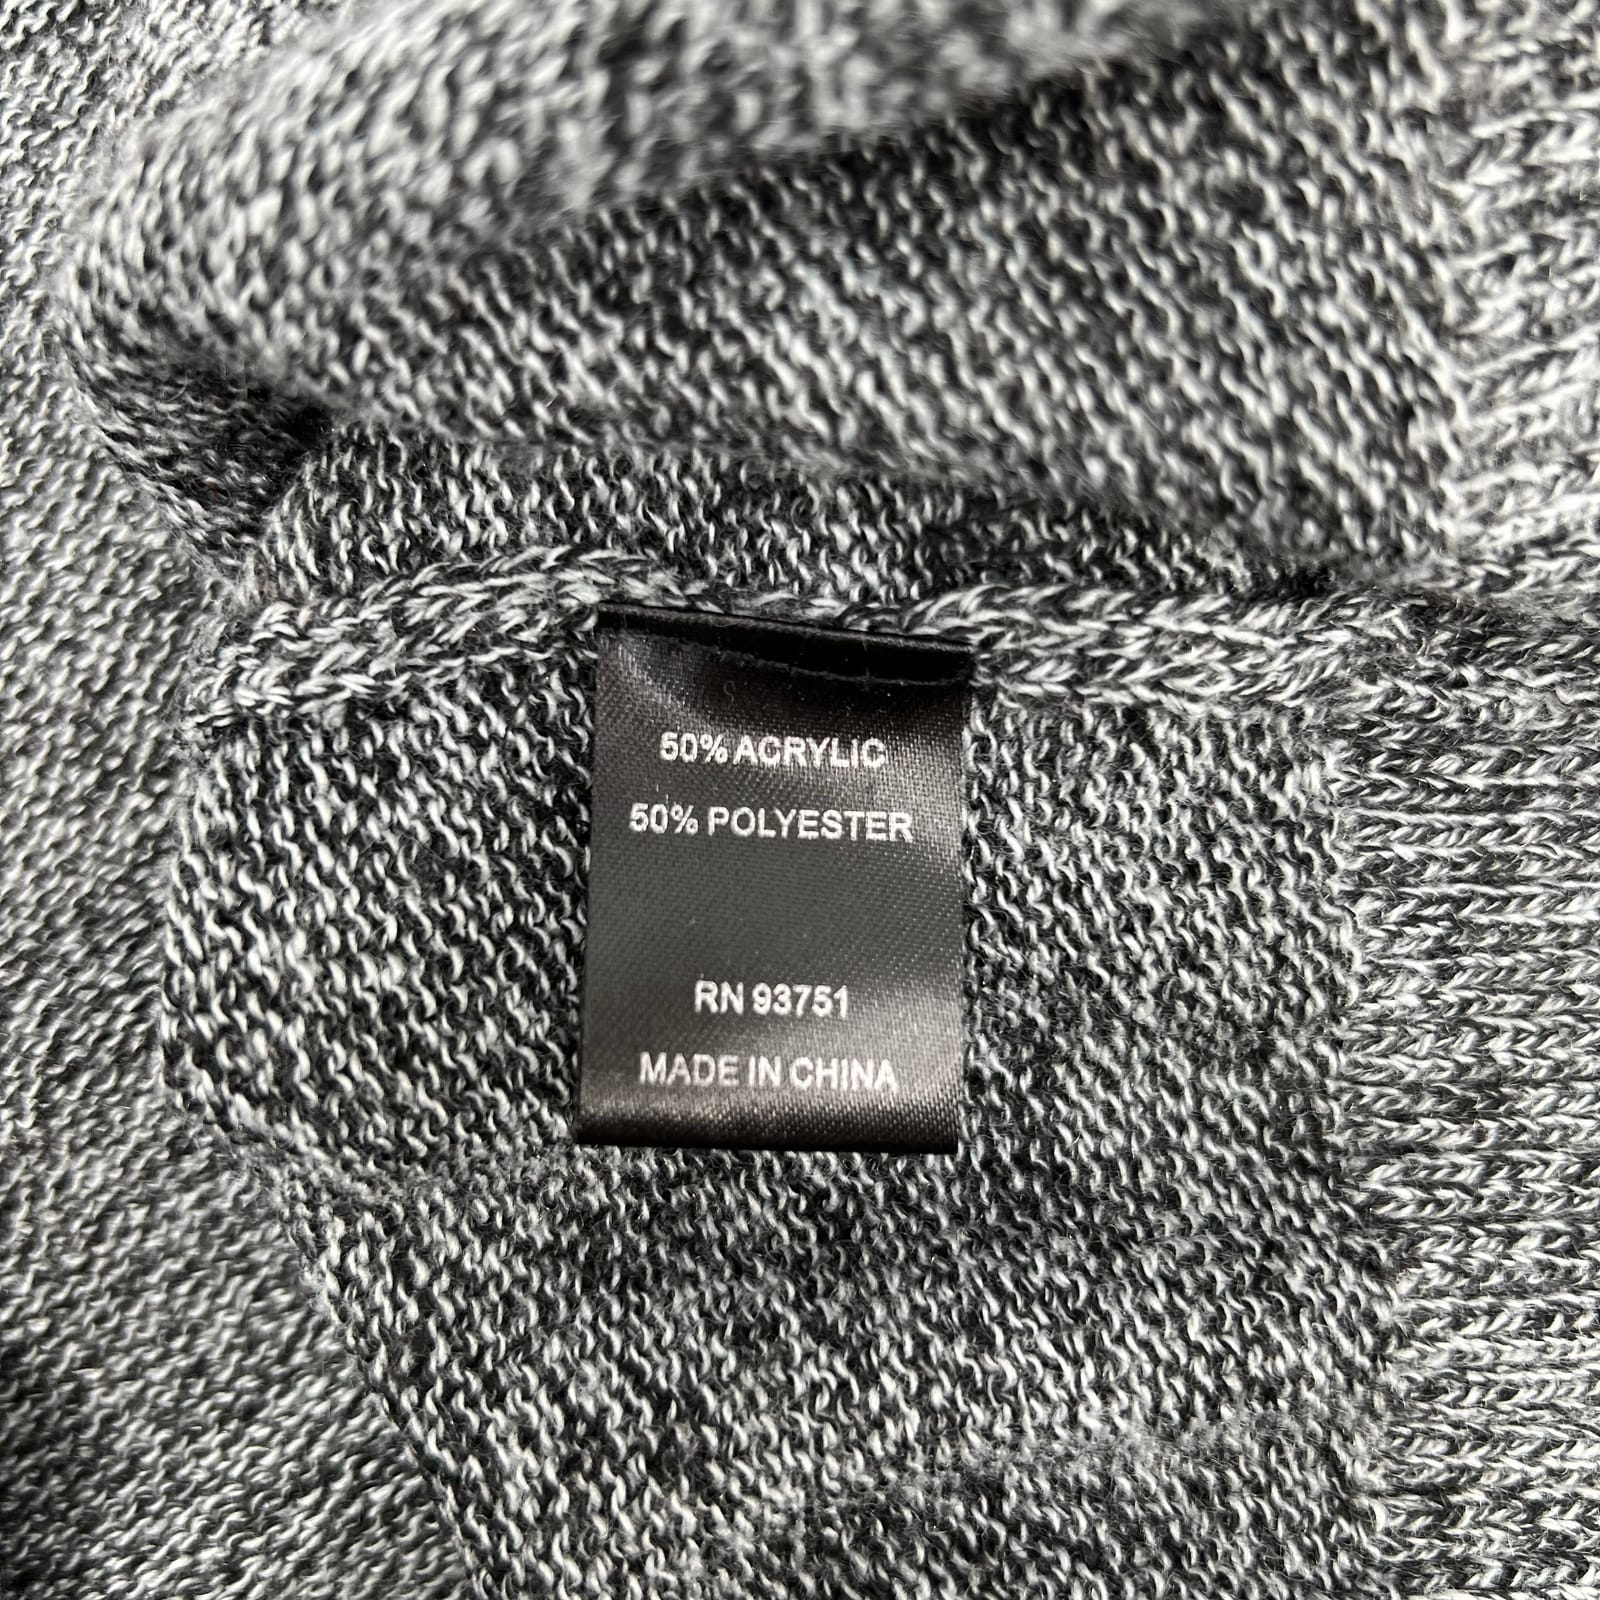 50% ACRYLIC
50% POLYESTER
RN 93751
MADE IN CHINA